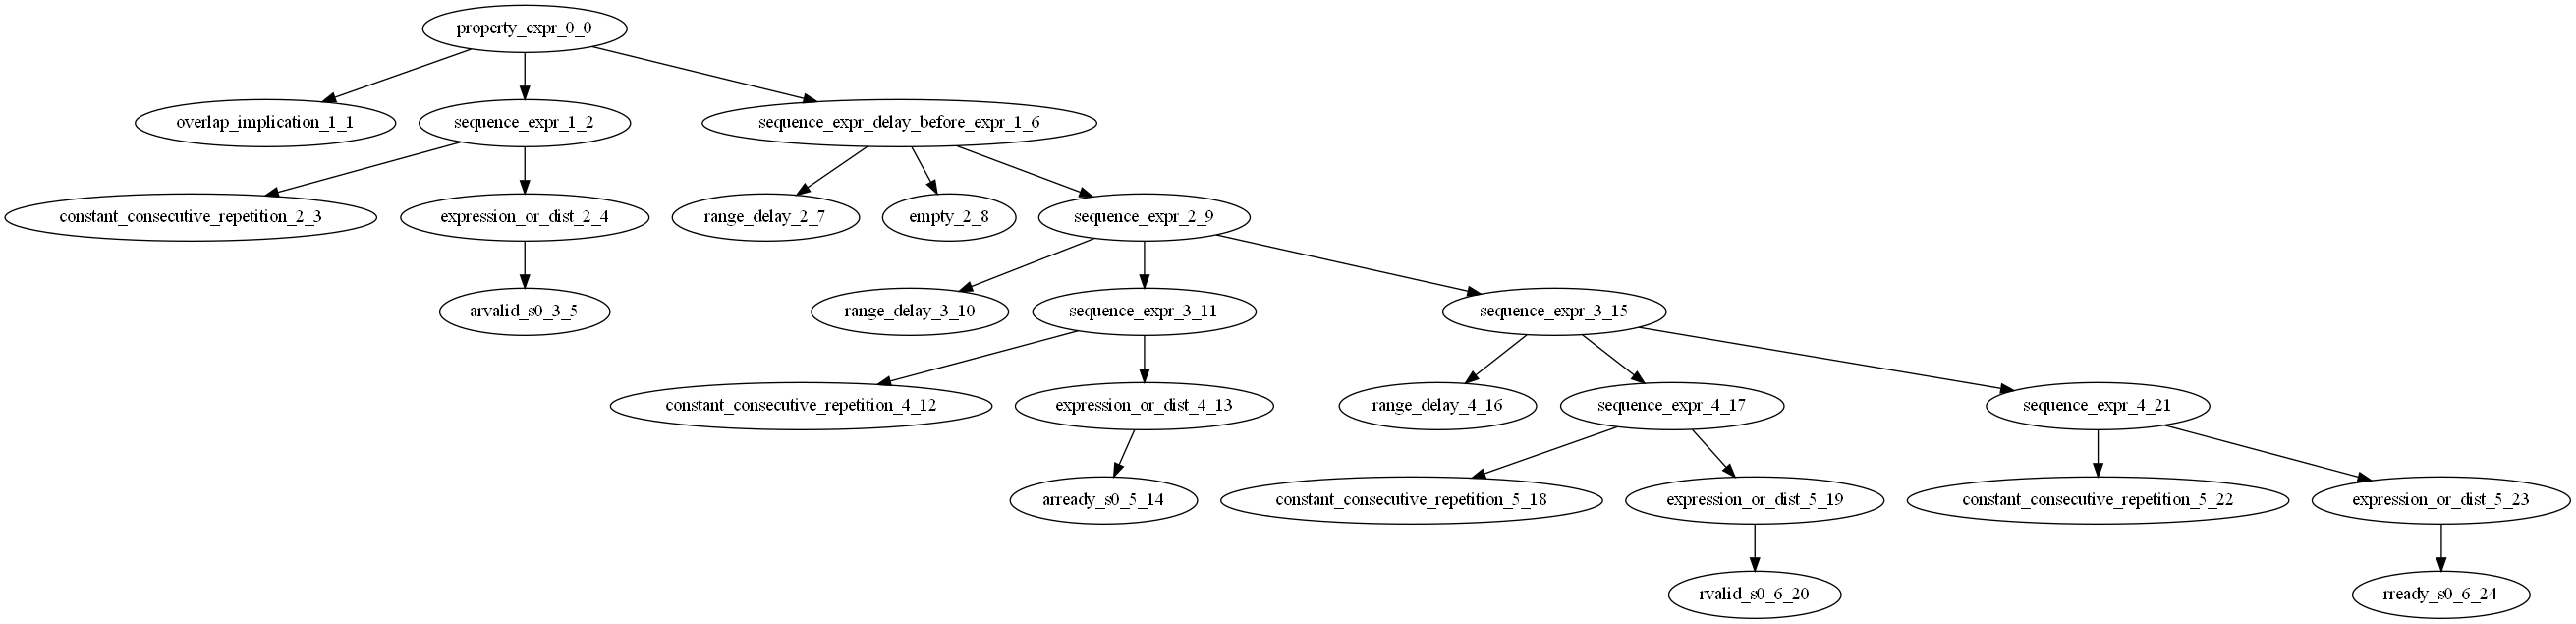 property_expr_0_0
overlap_implication_1_1
sequence_expr_1_2
sequence_expr_delay_before_expr_1_6
constant_consecutive_repetition_2_3
expression_or_dist_2_4
range_delay_2_7
empty_2_8
sequence_expr_2_9
arvalid_s0_3_5
range_delay_3_10
sequence_expr_3_11
sequence_expr_3_15
constant_consecutive_repetition_4_12
expression_or_dist_4_13
range_delay_4_16
sequence_expr_4_17
sequence_expr_4_21
arready_s0_5_14
constant_consecutive_repetition_5_18
expression_or_dist_5_19
constant_consecutive_repetition_5_22
expression_or_dist_5_23
rvalid_s0_6_20
rready_s0_6_24